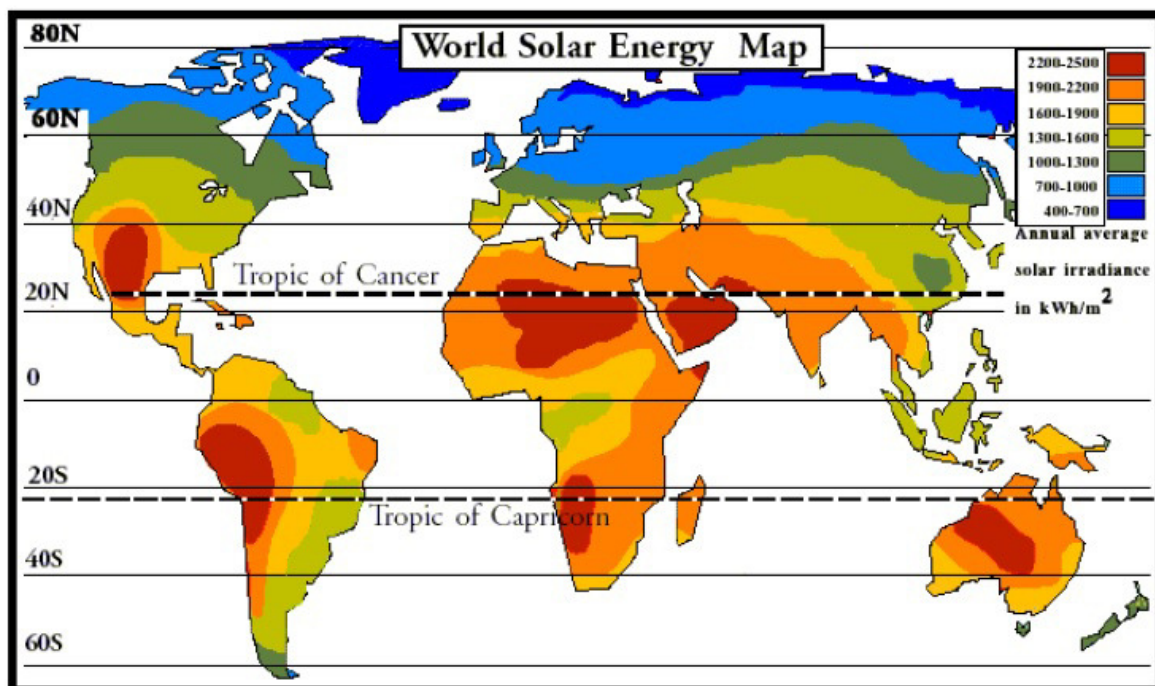 World Solar Energy Map
80N
60N
40N
20N
0
20S
40S
60S
Tropic of Cancer
Tropic of Capricorn
2200-2500
1900-2200
1600-1900
1300-1600
1000-1300
700-1000
400-700
Annual average
solar irradiance
in kWh/m²